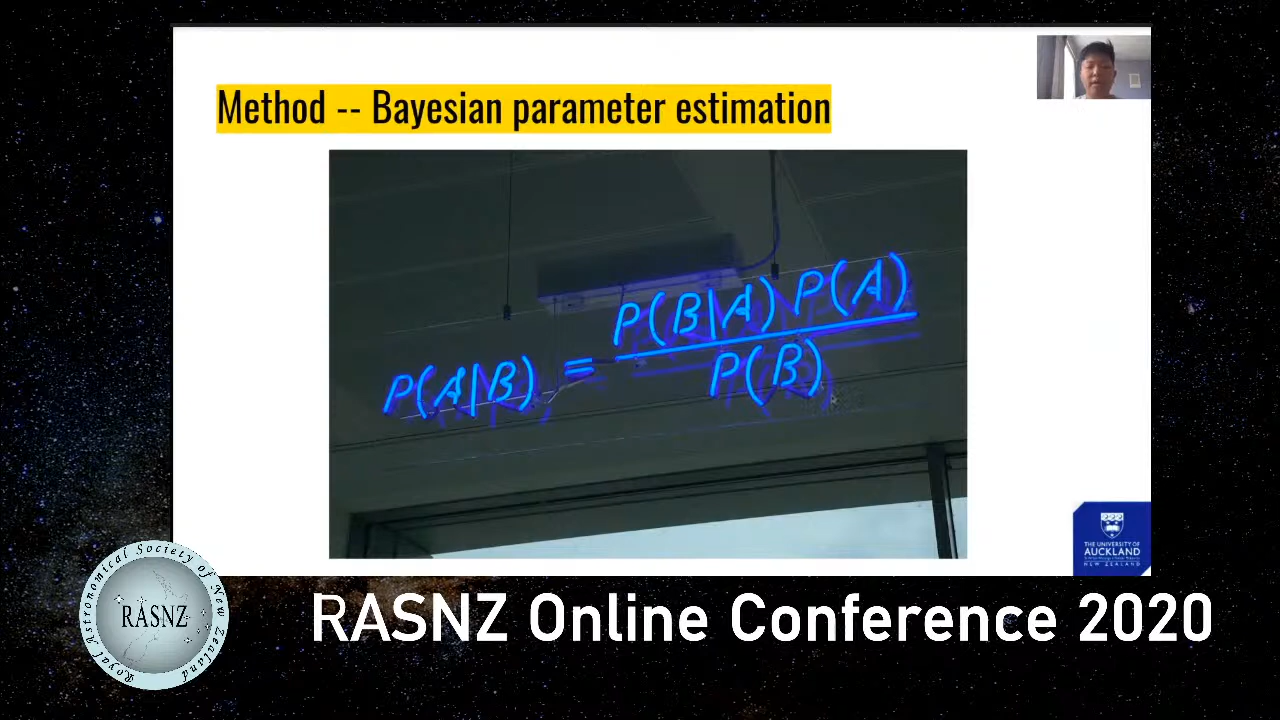 Method -- Bayesian parameter estimation
P(A|B) = P(B|A) P(A)
P(B)
THE UNIVERSITY OF
AUCKLAND
NEW ZEALAND
Royal Astronomical Society of New Zealand
RASNZ
RASNZ Online Conference 2020